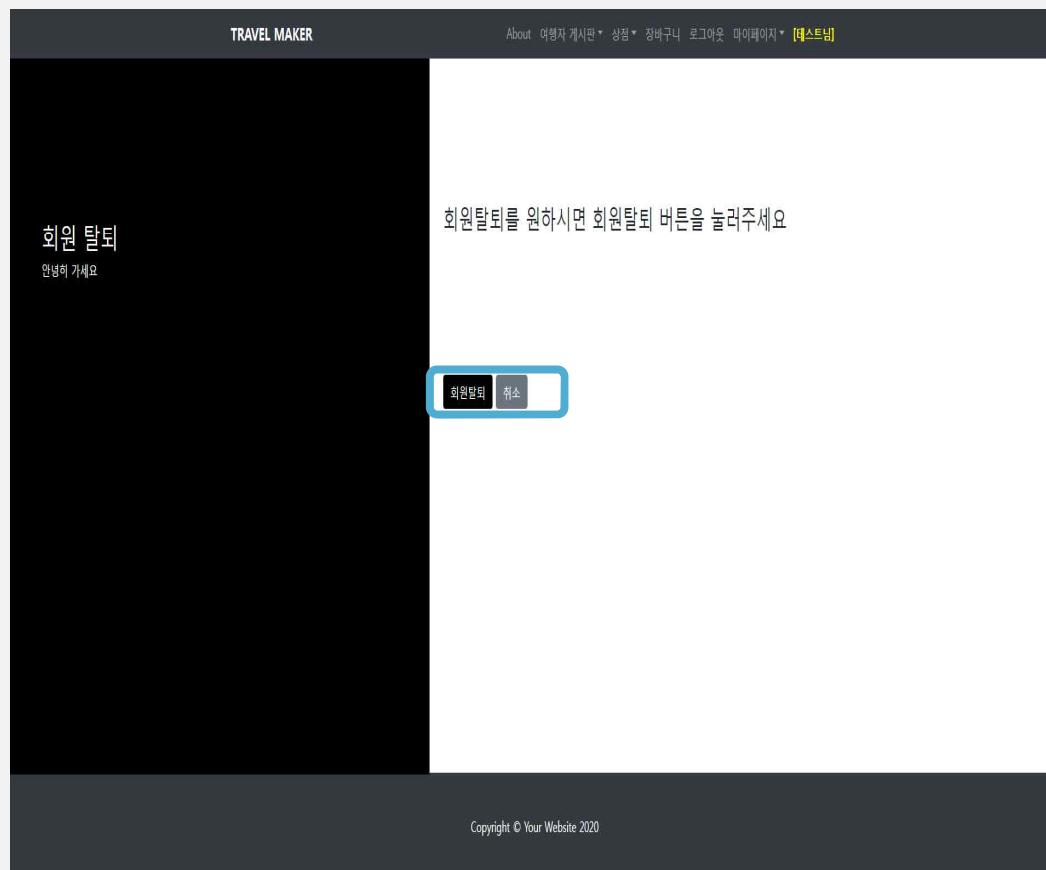 TRAVEL MAKER
About 여행자 게시판 상점 장바구니 로그아웃 마이페이지 [테스트님]
회원 탈퇴
안녕히 가세요
회원탈퇴를 원하시면 회원탈퇴 버튼을 눌러주세요
회원탈퇴 취소
Copyright © Your Website 2020